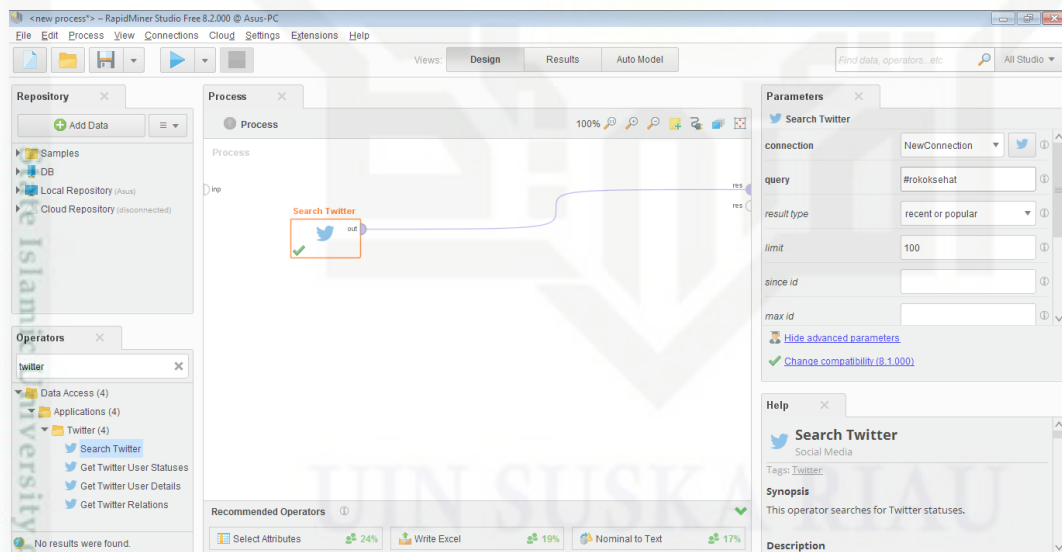 <new process*> – RapidMiner Studio Free 8.2.000 @ Asus-PC
File Edit Process View Connections Cloud Settings Extensions Help
Views: Design Results Auto Model
Find data, operators...etc All Studio
Repository
Add Data
Samples
DB
Local Repository (Asus)
Cloud Repository (disconnected)
Operators
twitter
Data Access (4)
Applications (4)
Twitter (4)
Search Twitter
Get Twitter User Statuses
Get Twitter User Details
Get Twitter Relations
No results were found.
Process
Process
100%
Process
inp
res
res
Search Twitter
out
Recommended Operators
Select Attributes 24% Write Excel 19% Nominal to Text 17%
Parameters
Search Twitter
connection NewConnection
query #rokoksehat
result type recent or popular
limit 100
since id
max id
Hide advanced parameters
Change compatibility (8.1.000)
Help
Search Twitter
Social Media
Tags: Twitter
Synopsis
This operator searches for Twitter statuses.
Description
UIN SUSKA RIAU